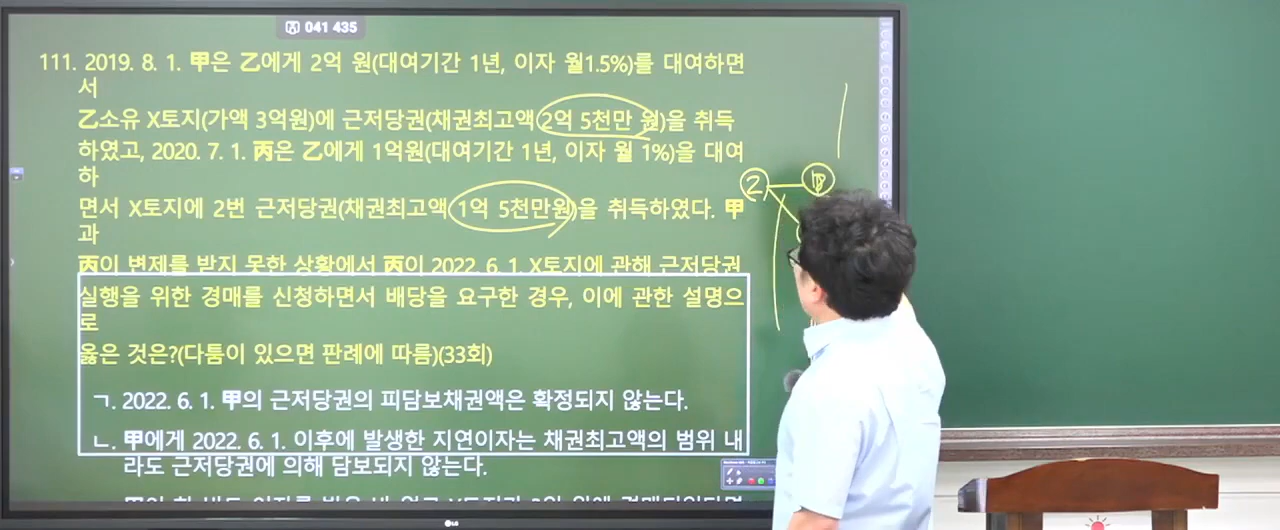 041 435
111. 2019. 8. 1. 甲은 乙에게 2억 원(대여기간 1년, 이자 월1.5%)를 대여하면
서
乙소유 X토지(가액 3억원)에 근저당권(채권최고액 2억 5천만 원)을 취득
하였고, 2020. 7. 1. 丙은 乙에게 1억원(대여기간 1년, 이자 월 1%)을 대여
하
면서 X토지에 2번 근저당권(채권최고액 1억 5천만원)을 취득하였다. 甲
과
丙이 변제를 받지 못한 상황에서 丙이 2022. 6. 1. X토지에 관해 근저당권
실행을 위한 경매를 신청하면서 배당을 요구한 경우, 이에 관한 설명으
로
옳은 것은?(다툼이 있으면 판례에 따름)(33회)
ㄱ. 2022. 6. 1. 甲의 근저당권의 피담보채권액은 확정되지 않는다.
ㄴ. 甲에게 2022. 6. 1. 이후에 발생한 지연이자는 채권최고액의 범위 내
라도 근저당권에 의해 담보되지 않는다.
LG